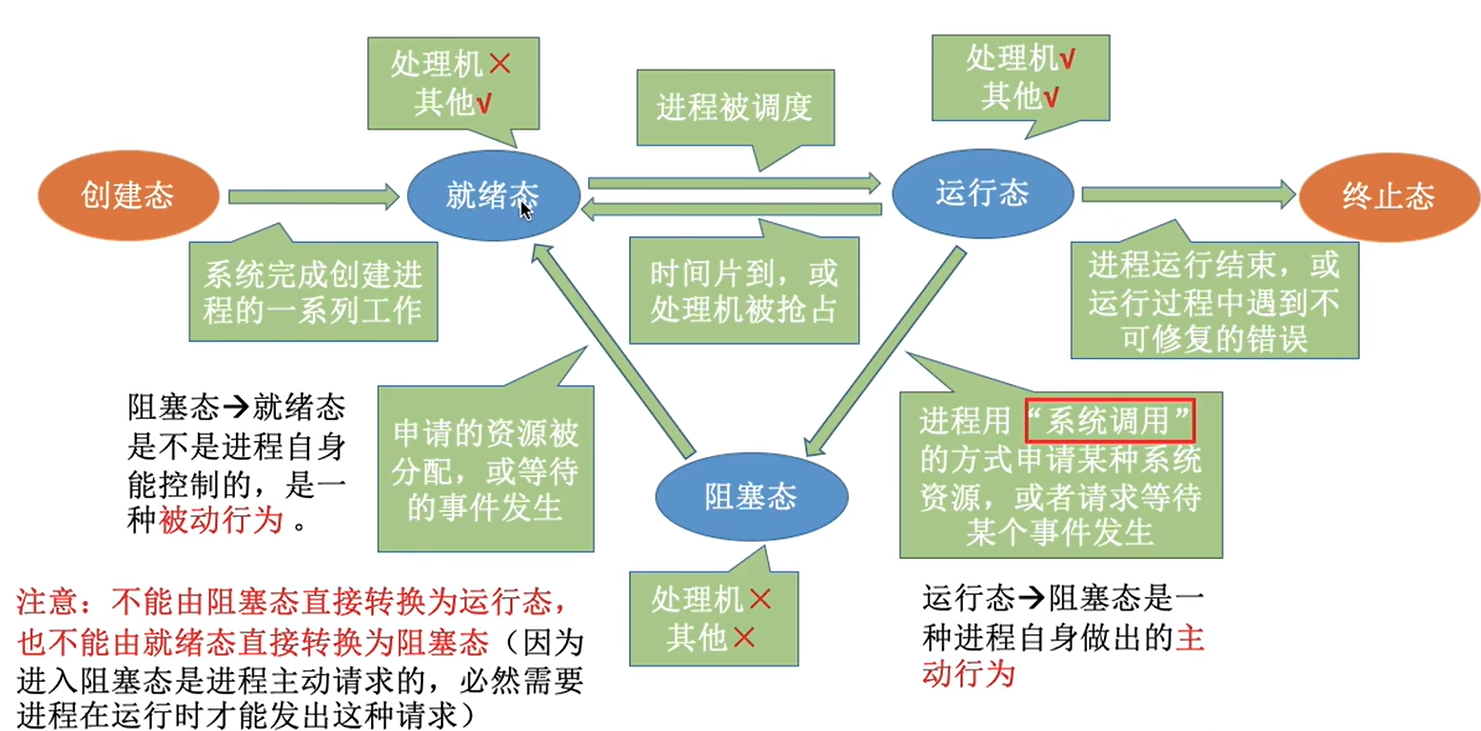 处理机×
其他√
进程被调度
处理机√
其他√
创建态
就绪态
运行态
终止态
系统完成创建进
程的一系列工作
时间片到，或
处理机被抢占
进程运行结束，或
运行过程中遇到不
可修复的错误
阻塞态→就绪态
是不是进程自身
能控制的，是一
种被动行为 。
申请的资源被
分配，或等待
的事件发生
进程用“系统调用”
的方式申请某种系统
资源，或者请求等待
某个事件发生
阻塞态
处理机×
其他×
注意：不能由阻塞态直接转换为运行态，
也不能由就绪态直接转换为阻塞态（因为
进入阻塞态是进程主动请求的，必然需要
进程在运行时才能发出这种请求）
运行态→阻塞态是一
种进程自身做出的主
动行为